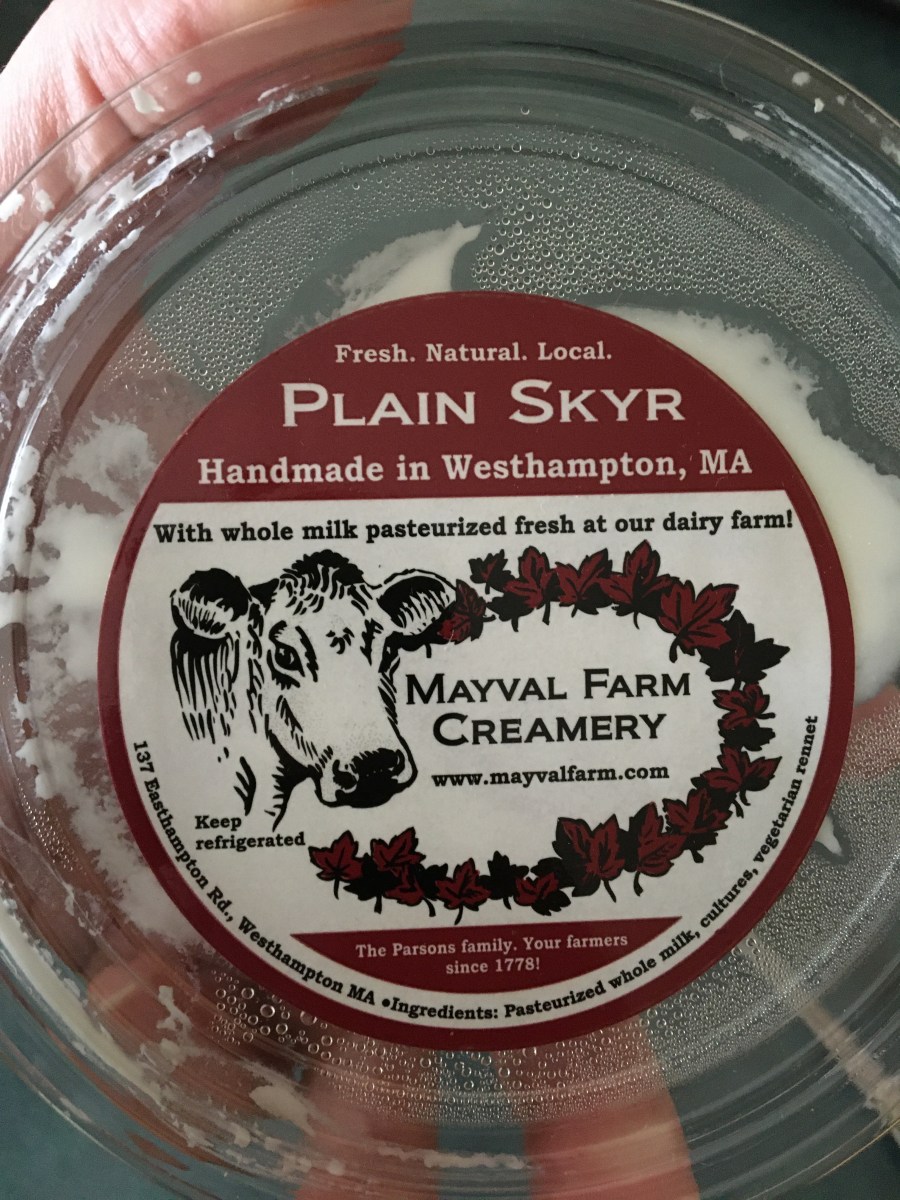 Fresh. Natural. Local.
PLAIN SKYR
Handmade in Westhampton, MA
With whole milk pasteurized fresh at our dairy farm!
MAYVAL FARM
CREAMERY
www.mayvalfarm.com
Keep
refrigerated
The Parsons family. Your farmers
since 1778!
137 Easthampton Rd., Westhampton MA •Ingredients: Pasteurized whole milk, cultures, vegetarian rennet